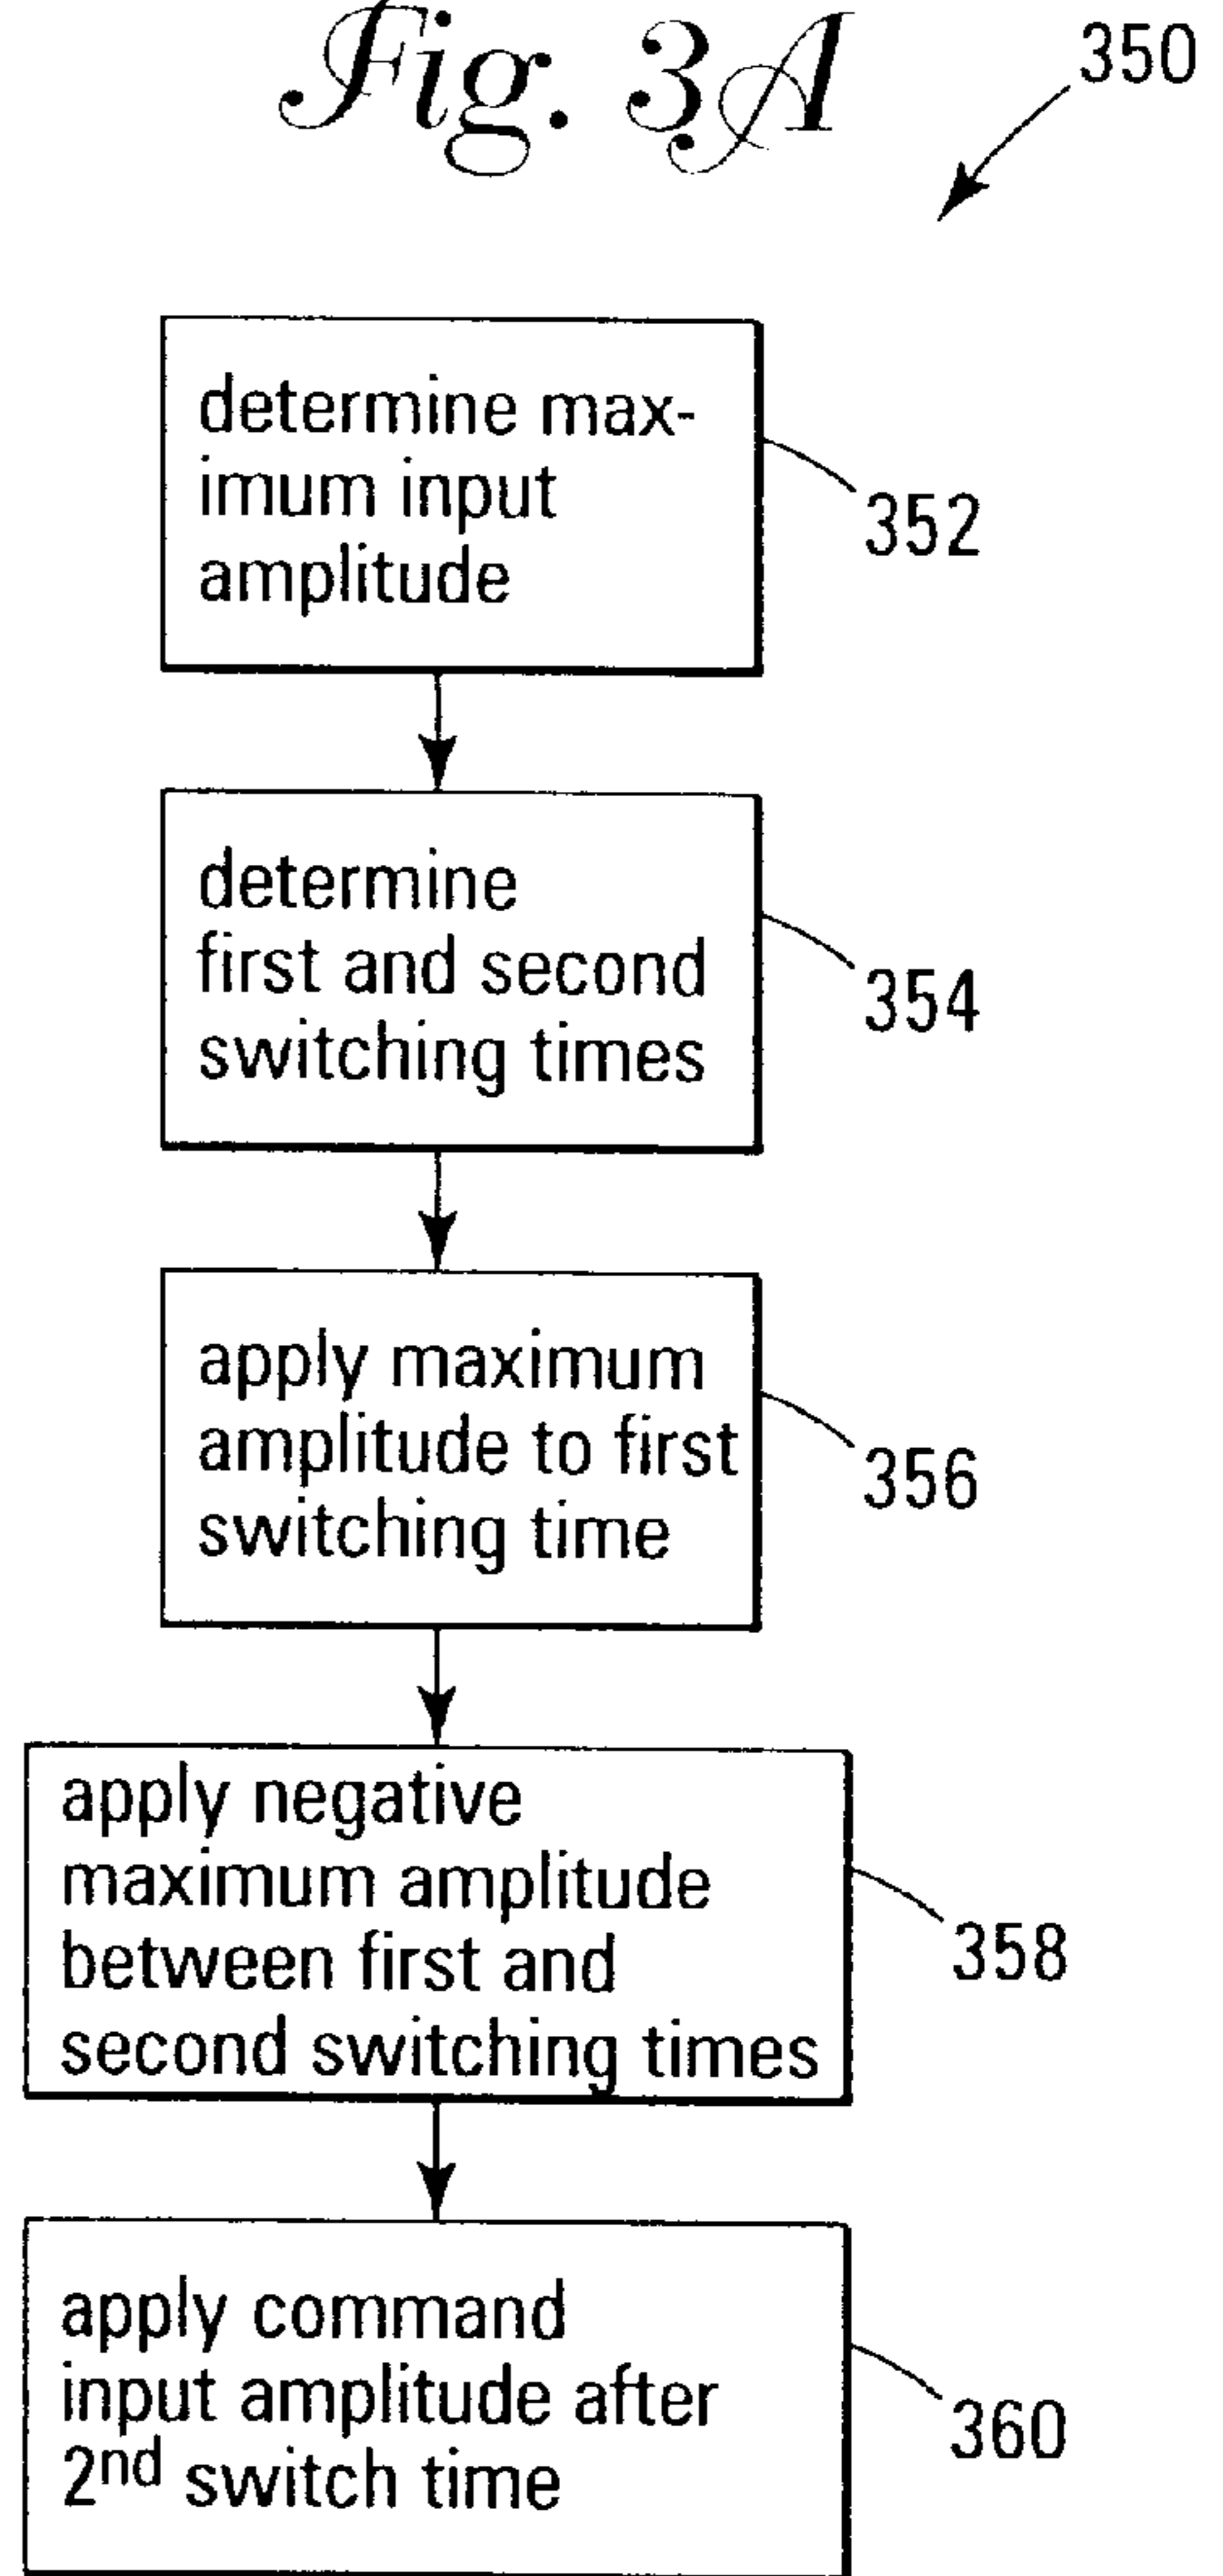 Fig. 3A
350
determine max-
imum input
amplitude
352
determine
first and second
switching times
354
apply maximum
amplitude to first
switching time
356
apply negative
maximum amplitude
between first and
second switching times
358
apply command
input amplitude after
2nd switch time
360